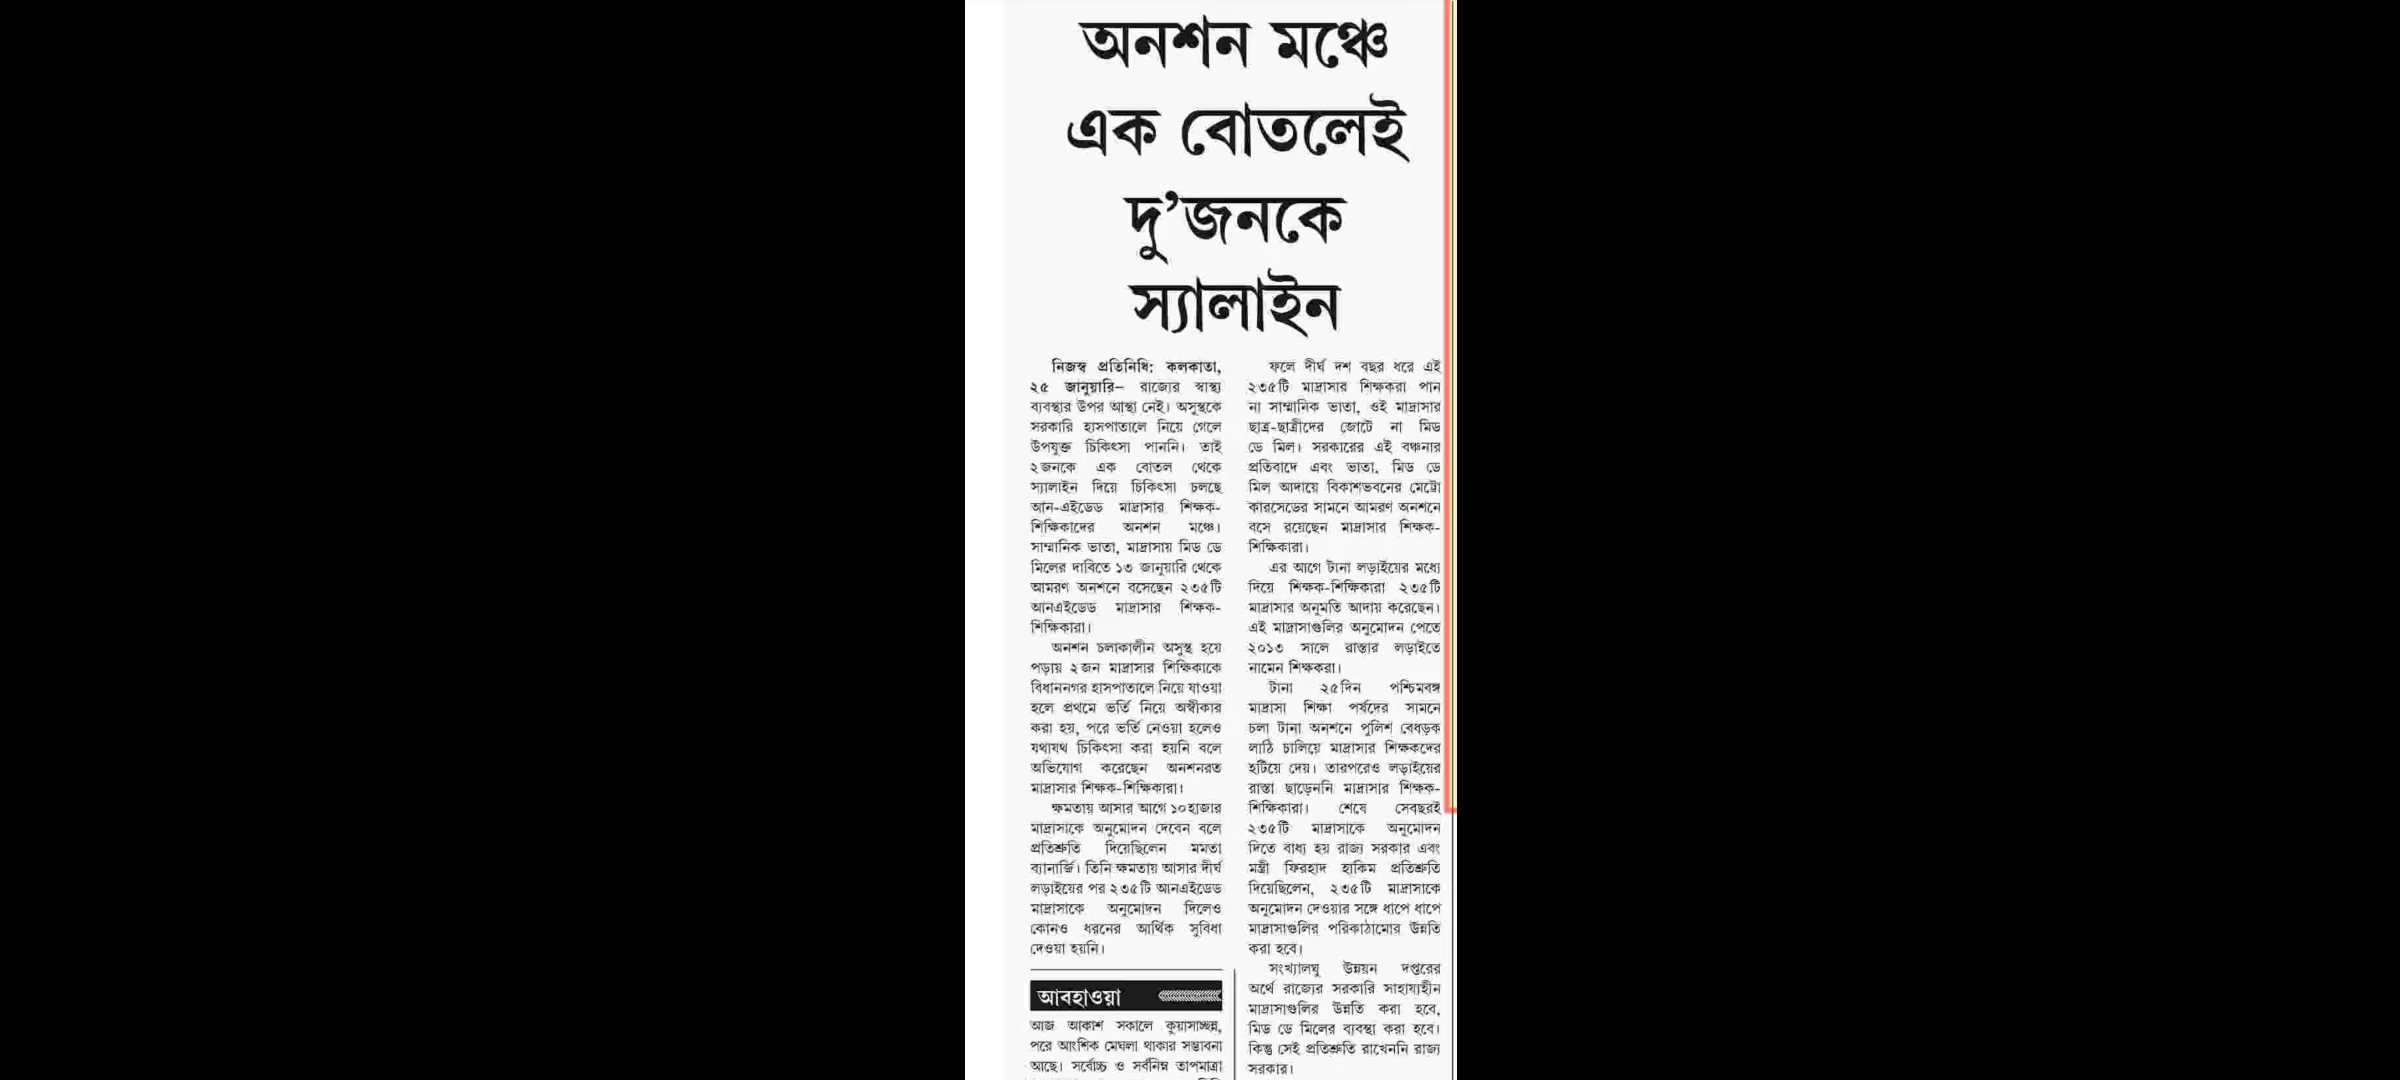 অনশন মঞ্চে
এক বোতলেই
দু’জনকে
স্যালাইন
নিজস্ব প্রতিনিধি: কলকাতা,
২৫ জানুয়ারি– রাজ্যের স্বাস্থ্য
ব্যবস্থার উপর আস্থা নেই। অসুস্থকে
সরকারি হাসপাতালে নিয়ে গেলে
উপযুক্ত চিকিৎসা পাননি। তাই
২জনকে এক বোতল থেকে
স্যালাইন দিয়ে চিকিৎসা চলছে
আন-এইডেড মাদ্রাসার শিক্ষক-
শিক্ষিকাদের অনশন মঞ্চে।
সাম্মানিক ভাতা, মাদ্রাসায় মিড ডে
মিলের দাবিতে ১৩ জানুয়ারি থেকে
আমরণ অনশনে বসেছেন ২৩৫টি
আনএইডেড মাদ্রাসার শিক্ষক-
শিক্ষিকারা।
অনশন চলাকালীন অসুস্থ হয়ে
পড়ায় ২জন মাদ্রাসার শিক্ষিকাকে
বিধাননগর হাসপাতালে নিয়ে যাওয়া
হলে প্রথমে ভর্তি নিয়ে অস্বীকার
করা হয়, পরে ভর্তি নেওয়া হলেও
যথাযথ চিকিৎসা করা হয়নি বলে
অভিযোগ করেছেন অনশনরত
মাদ্রাসার শিক্ষক-শিক্ষিকারা।
ক্ষমতায় আসার আগে ১০হাজার
মাদ্রাসাকে অনুমোদন দেবেন বলে
প্রতিশ্রুতি দিয়েছিলেন মমতা
ব্যানার্জি। তিনি ক্ষমতায় আসার দীর্ঘ
লড়াইয়ের পর ২৩৫টি আনএইডেড
মাদ্রাসাকে অনুমোদন দিলেও
কোনও ধরনের আর্থিক সুবিধা
দেওয়া হয়নি।
ফলে দীর্ঘ দশ বছর ধরে এই
২৩৫টি মাদ্রাসার শিক্ষকরা পান
না সাম্মানিক ভাতা, ওই মাদ্রাসার
ছাত্র-ছাত্রীদের জোটে না মিড
ডে মিল। সরকারের এই বঞ্চনার
প্রতিবাদে এবং ভাতা, মিড ডে
মিল আদায়ে বিকাশভবনের মেট্রো
কারসেডের সামনে আমরণ অনশনে
বসে রয়েছেন মাদ্রাসার শিক্ষক-
শিক্ষিকারা।
এর আগে টানা লড়াইয়ের মধ্যে
দিয়ে শিক্ষক-শিক্ষিকারা ২৩৫টি
মাদ্রাসার অনুমতি আদায় করেছেন।
এই মাদ্রাসাগুলির অনুমোদন পেতে
২০১৩ সালে রাস্তার লড়াইতে
নামেন শিক্ষকরা।
টানা ২৫দিন পশ্চিমবঙ্গ
মাদ্রাসা শিক্ষা পর্ষদের সামনে
চলা টানা অনশনে পুলিশ বেধড়ক
লাঠি চালিয়ে মাদ্রাসার শিক্ষকদের
হটিয়ে দেয়। তারপরেও লড়াইয়ের
রাস্তা ছাড়েননি মাদ্রাসার শিক্ষক-
শিক্ষিকারা। শেষে সেবছরই
২৩৫টি মাদ্রাসাকে অনুমোদন
দিতে বাধ্য হয় রাজ্য সরকার এবং
মন্ত্রী ফিরহাদ হাকিম প্রতিশ্রুতি
দিয়েছিলেন, ২৩৫টি মাদ্রাসাকে
অনুমোদন দেওয়ার সঙ্গে ধাপে ধাপে
মাদ্রাসাগুলির পরিকাঠামোর উন্নতি
করা হবে।
সংখ্যালঘু উন্নয়ন দপ্তরের
অর্থে রাজ্যের সরকারি সাহায্যহীন
মাদ্রাসাগুলির উন্নতি করা হবে,
মিড ডে মিলের ব্যবস্থা করা হবে।
কিন্তু সেই প্রতিশ্রুতি রাখেননি রাজ্য
সরকার।
আবহাওয়া
আজ আকাশ সকালে কুয়াসাচ্ছন্ন,
পরে আংশিক মেঘলা থাকার সম্ভাবনা
আছে। সর্বোচ্চ ও সর্বনিম্ন তাপমাত্রা